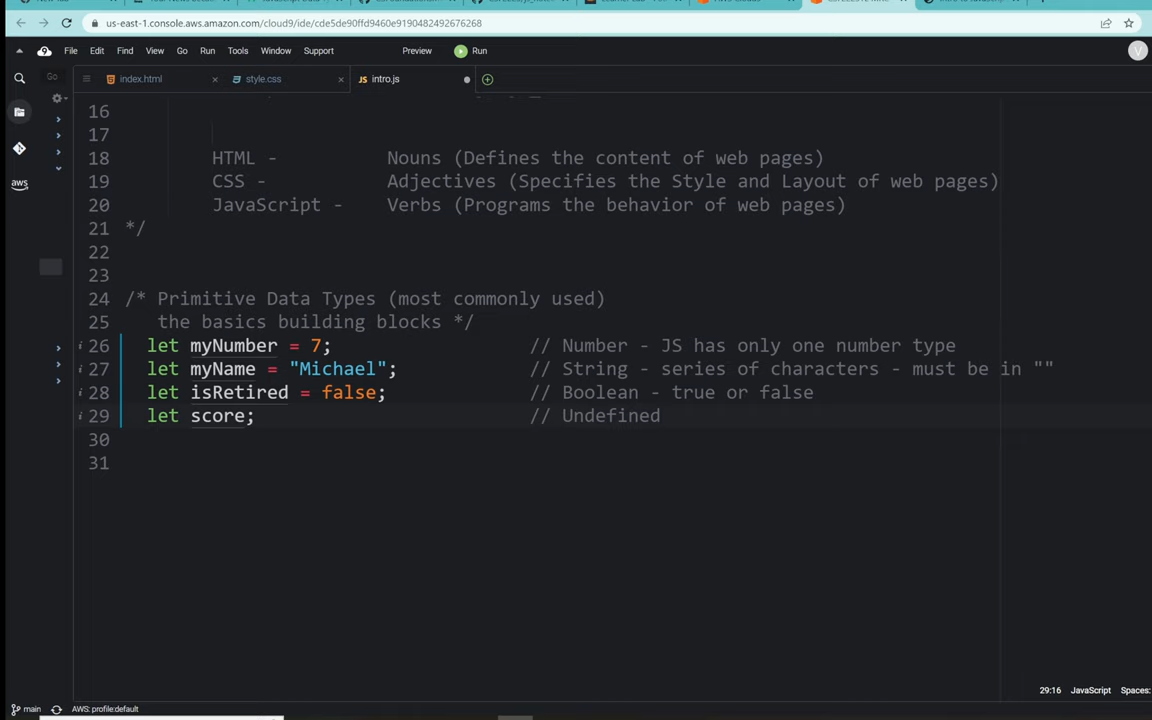 us-east-1.console.aws.amazon.com/cloud9/ide/cde5de90ffd9460e9190482492676268
File Edit Find View Go Run Tools Window Support Preview Run
V
Go
index.html × style.css × intro.js
aws
16
17
18 HTML - Nouns (Defines the content of web pages)
19 CSS - Adjectives (Specifies the Style and Layout of web pages)
20 JavaScript - Verbs (Programs the behavior of web pages)
21 */
22
23
24 /* Primitive Data Types (most commonly used)
25 the basics building blocks */
i 26 let myNumber = 7; // Number - JS has only one number type
i 27 let myName = "Michael"; // String - series of characters - must be in ""
i 28 let isRetired = false; // Boolean - true or false
i 29 let score; // Undefined
30
31
29:16 JavaScript Spaces:
main AWS: profile:default